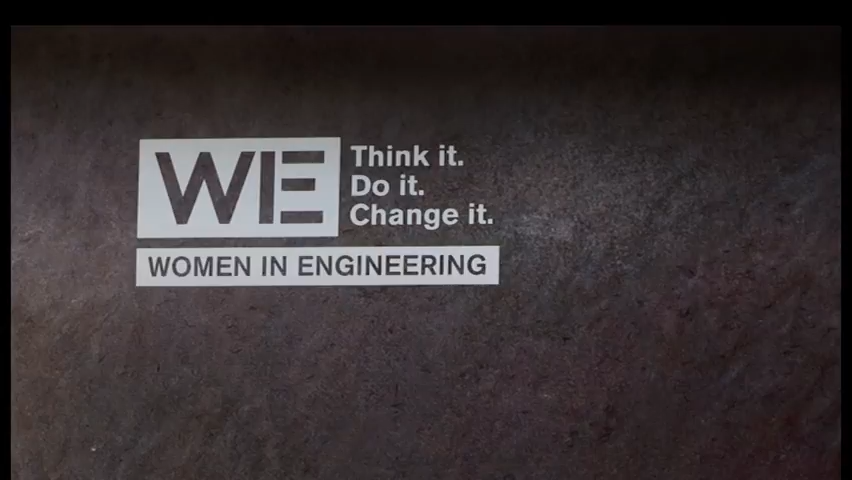 WIE
Think it.
Do it.
Change it.
WOMEN IN ENGINEERING